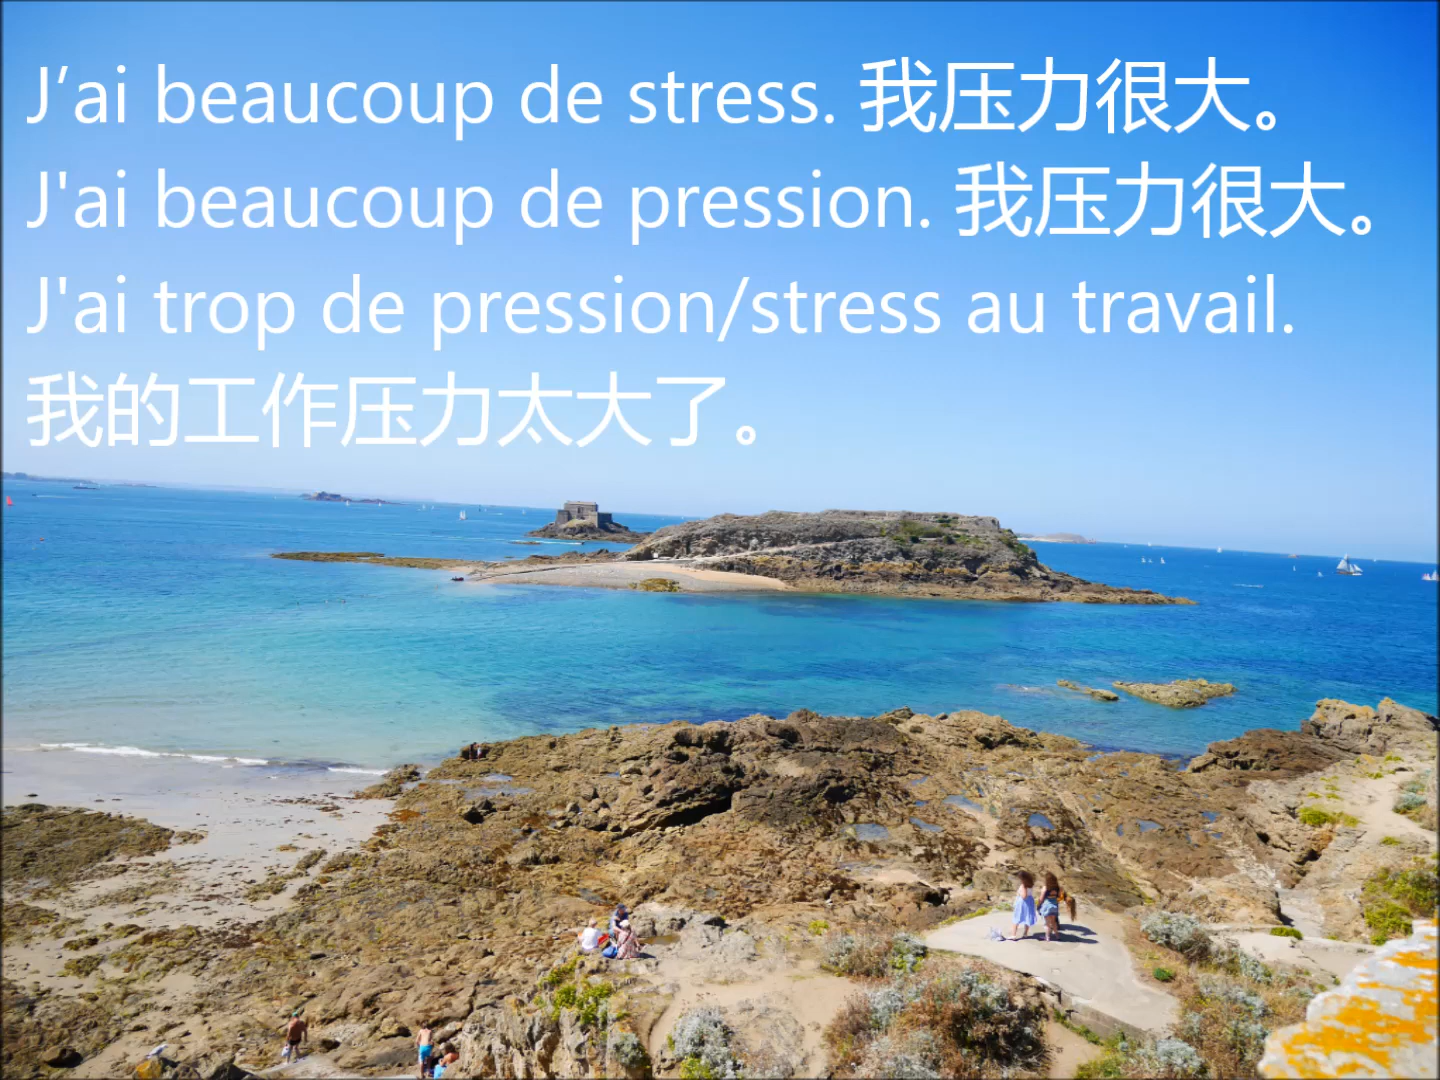 J’ai beaucoup de stress. 我压力很大。
J'ai beaucoup de pression. 我压力很大。
J'ai trop de pression/stress au travail.
我的工作压力太大了。